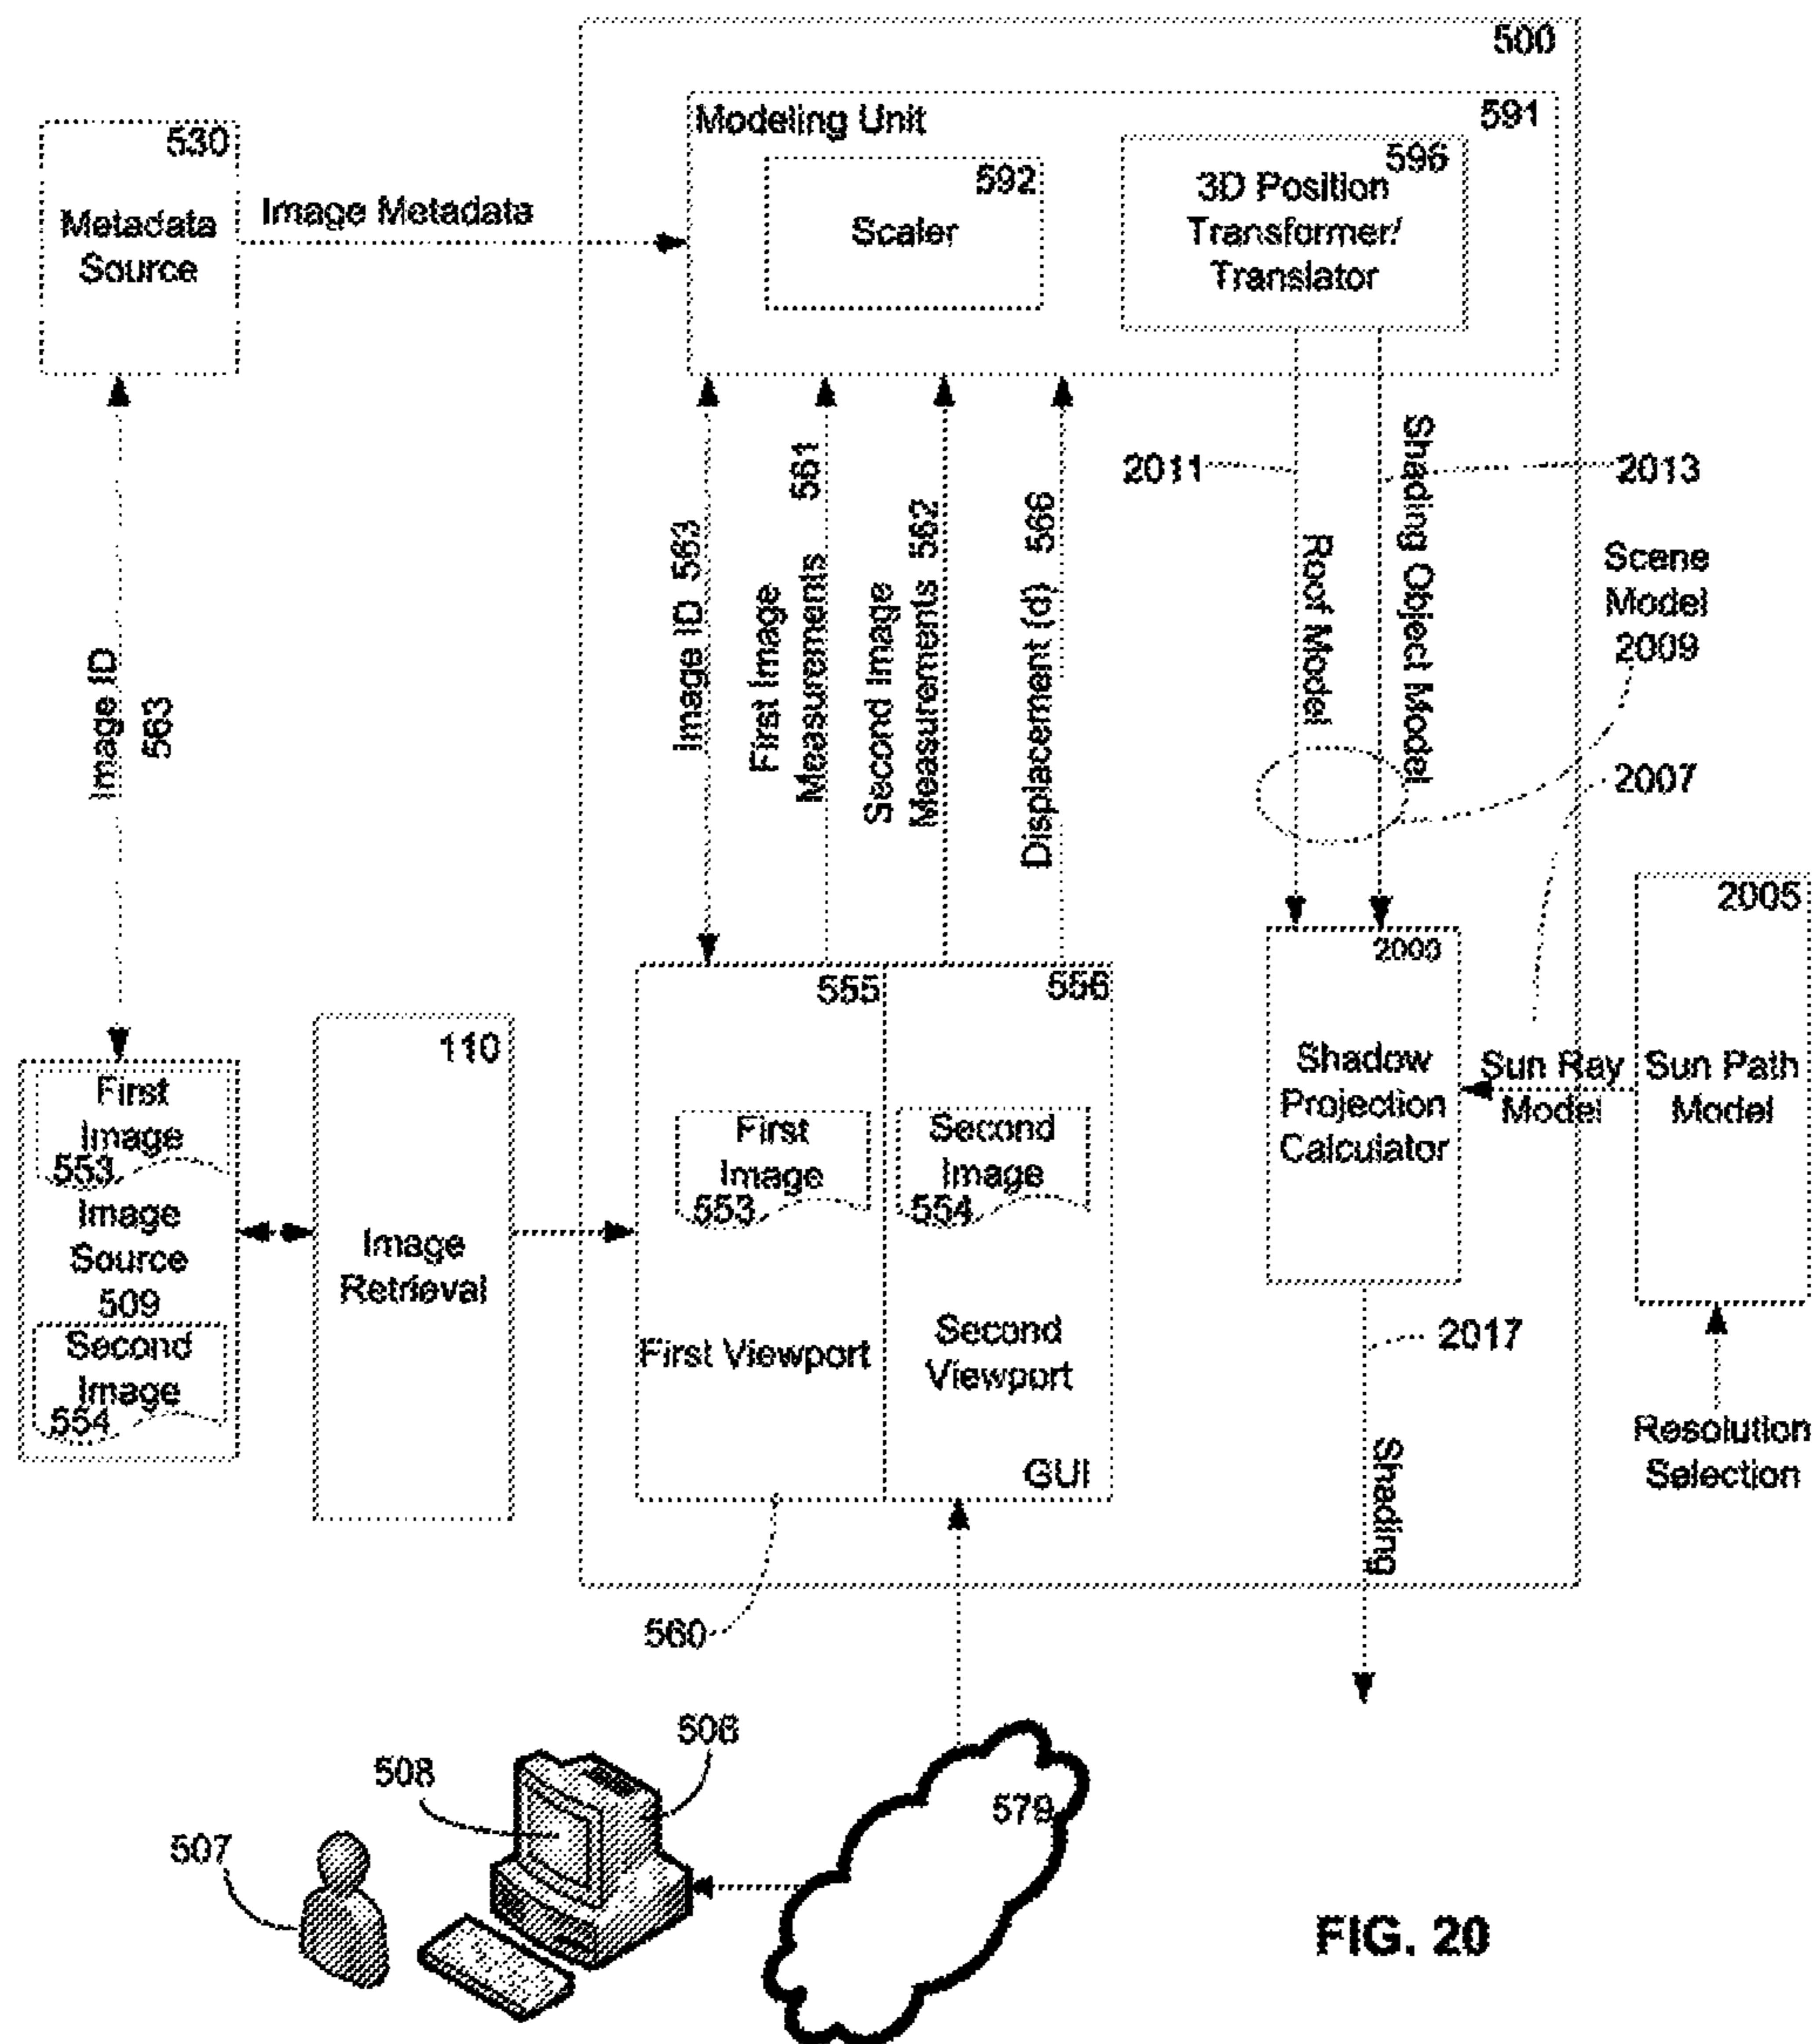 500
530
Metadata
Source
Image Metadata
Modeling Unit
591
592
Scaler
596
3D Position
Transformer/
Translator
Image ID
563
Image ID 563
First Image
Measurements 561
Second Image
Measurements 562
Displacement (d) 566
2011
Roof Model
Shading Object Model
2013
Scene
Model
2009
2007
2005
Sun Path
Model
Sun Ray
Model
2000
Shadow
Projection
Calculator
First
Image
553
Image
Source
509
Second
Image
554
110
Image
Retrieval
555
First
Image
553
First Viewport
556
Second
Image
554
Second
Viewport
GUI
2017
Shading
Resolution
Selection
560
506
508
507
579
FIG. 20